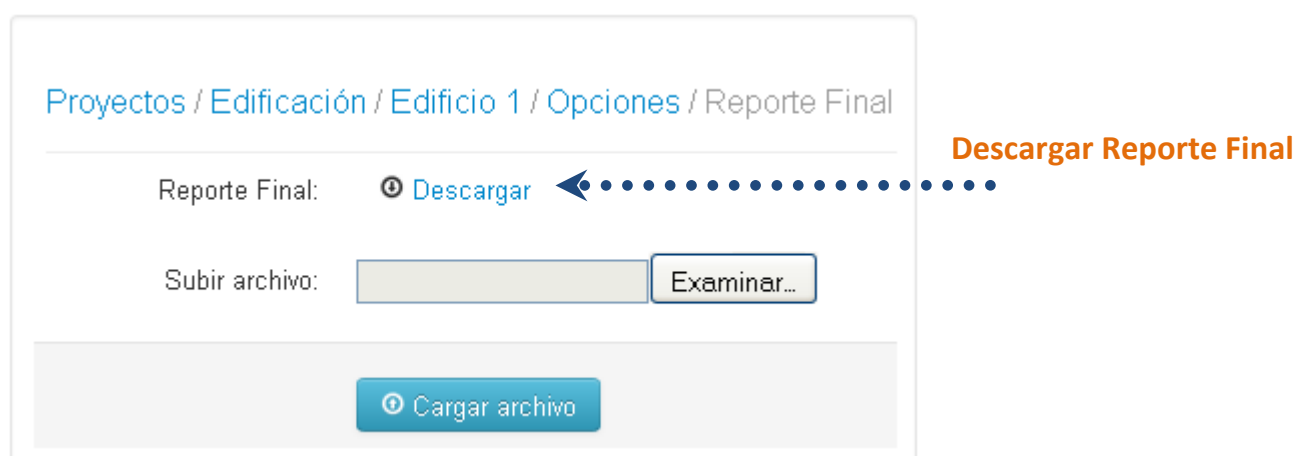 Proyectos / Edificación / Edificio 1 / Opciones / Reporte Final
Descargar Reporte Final
Reporte Final: Descargar
Subir archivo: Examinar...
Cargar archivo